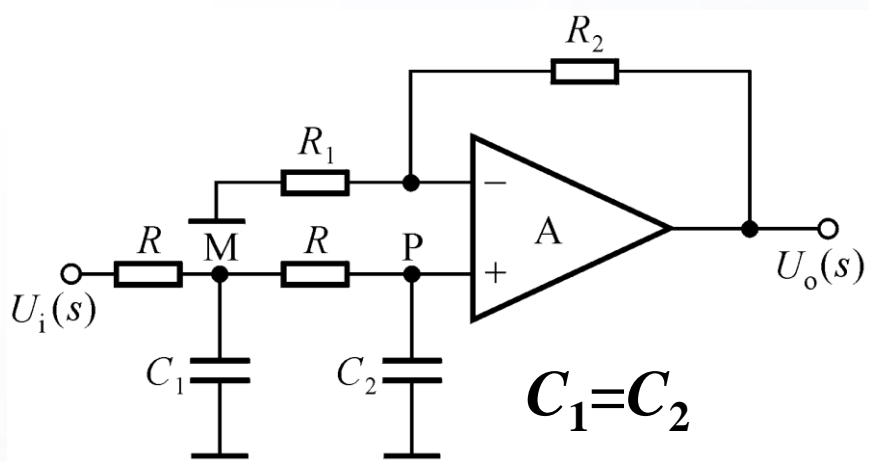 R₂
R₁
−
A
R M R P
+
Uᵢ(s)
Uₒ(s)
C₁ C₂
C₁=C₂